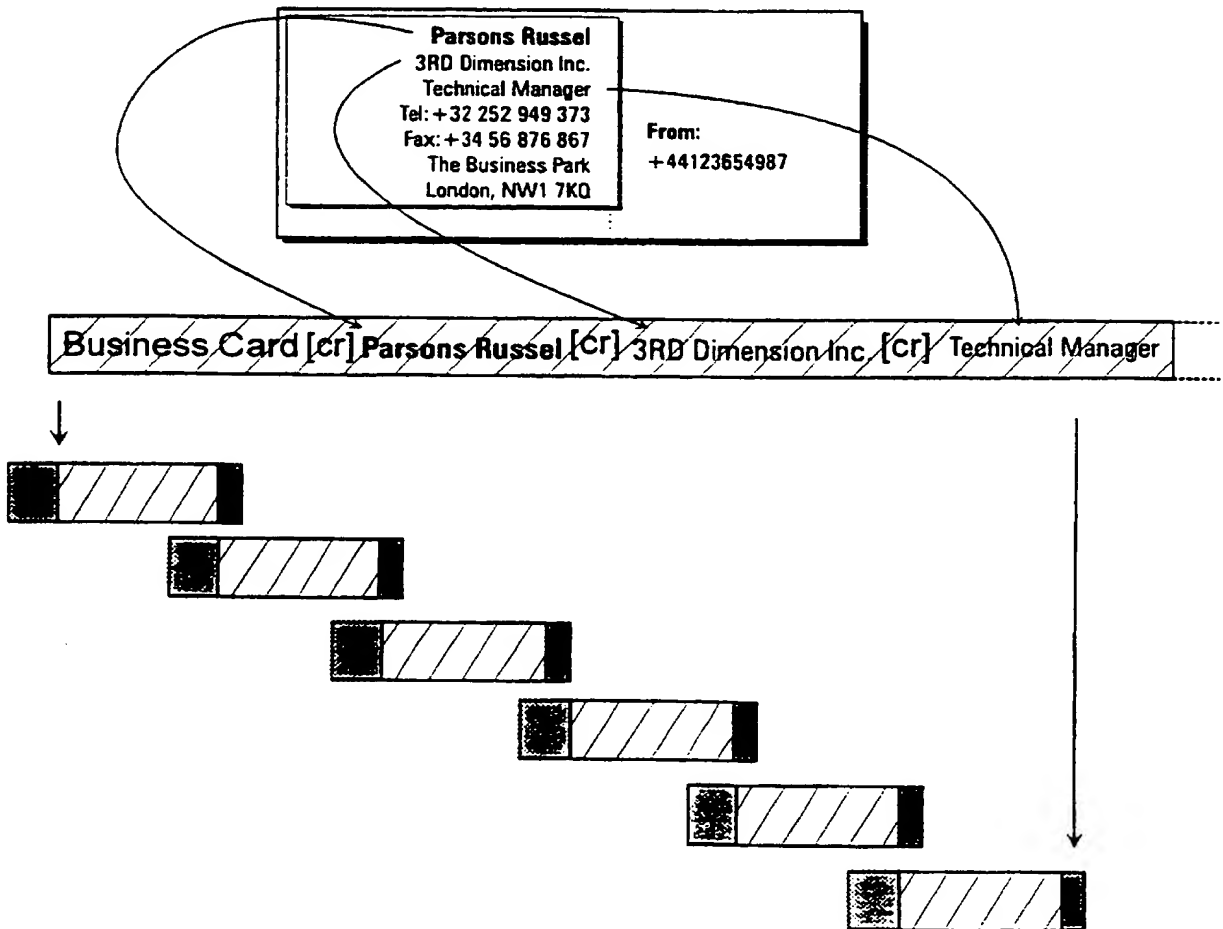 Parsons Russel
3RD Dimension Inc.
Technical Manager
Tel: +32 252 949 373
Fax: +34 56 876 867
The Business Park
London, NW1 7KQ
From:
+44123654987
Business Card [cr] Parsons Russel [cr] 3RD Dimension Inc. [cr] Technical Manager